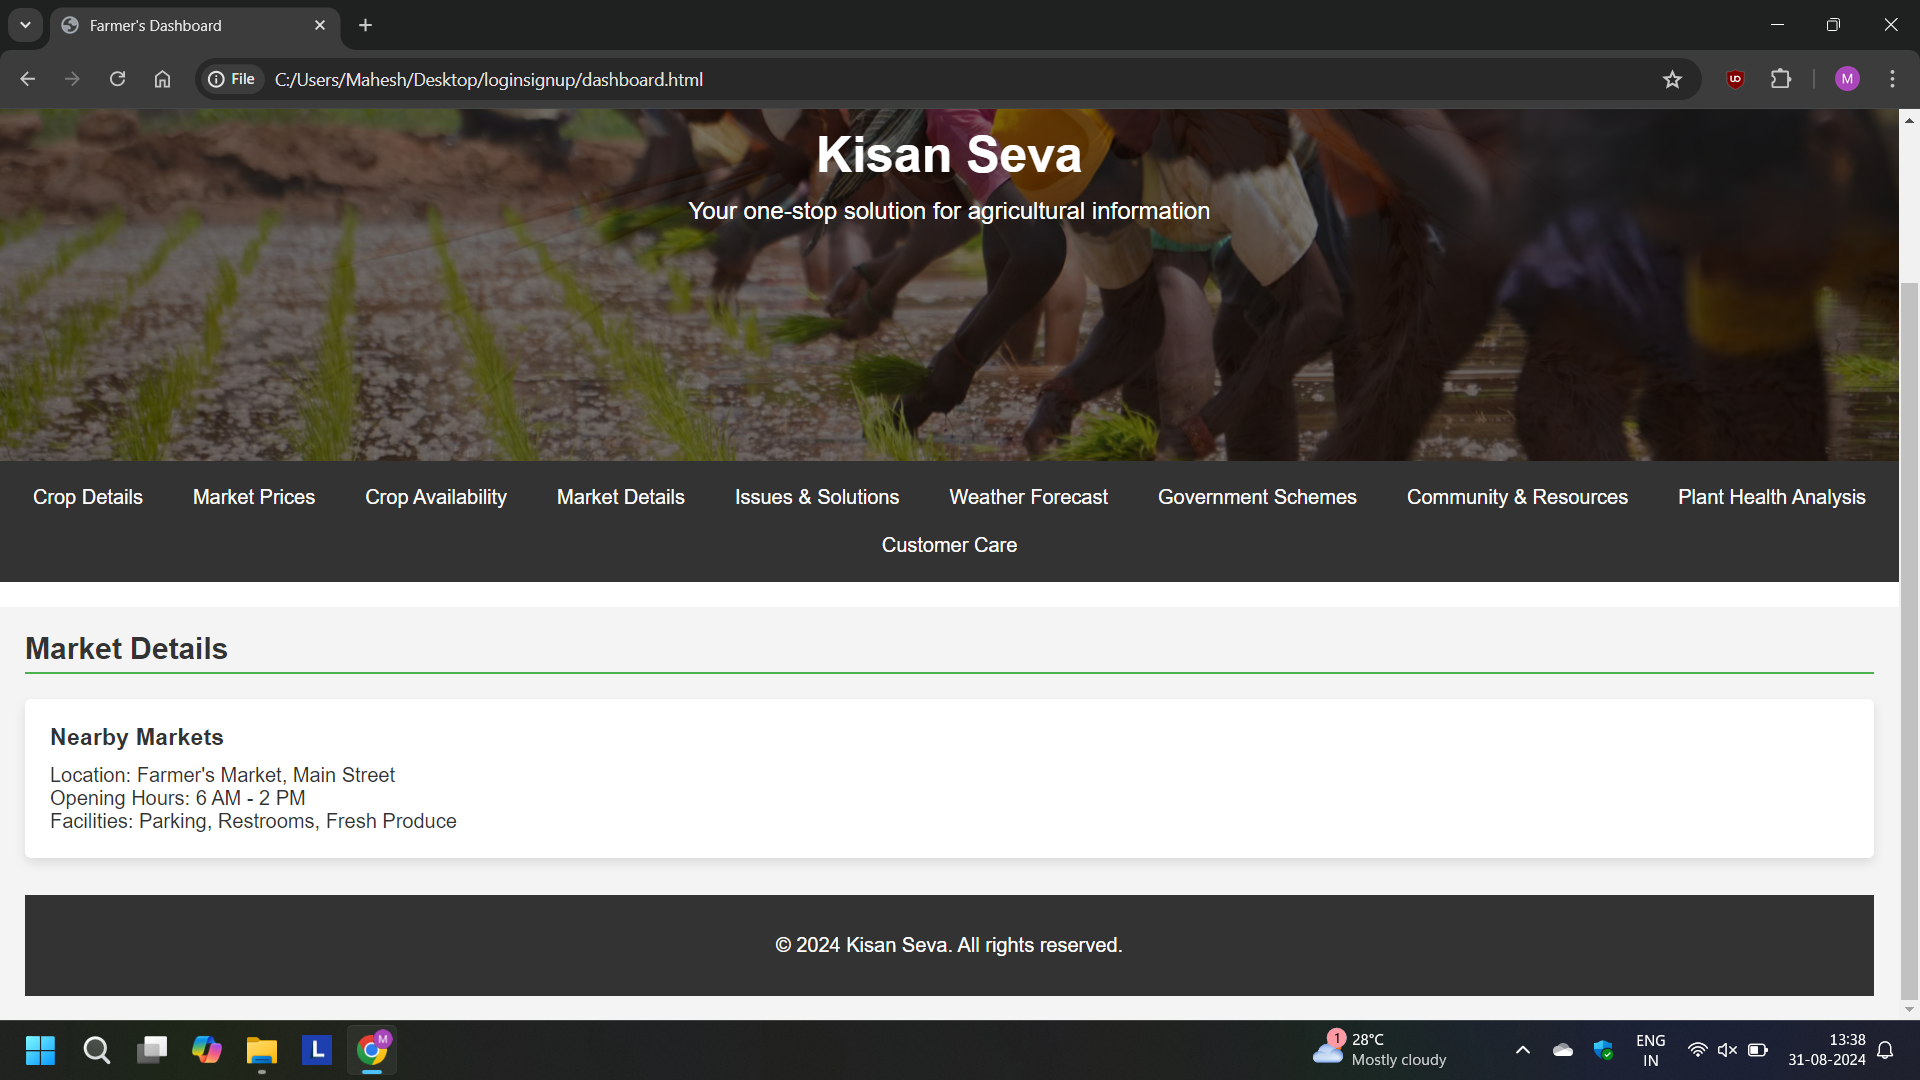 Farmer's Dashboard
File C:/Users/Mahesh/Desktop/loginsignup/dashboard.html
UO
M
Kisan Seva
Your one-stop solution for agricultural information
Crop Details Market Prices Crop Availability Market Details Issues & Solutions Weather Forecast Government Schemes Community & Resources Plant Health Analysis
Customer Care
Market Details
Nearby Markets
Location: Farmer's Market, Main Street
Opening Hours: 6 AM - 2 PM
Facilities: Parking, Restrooms, Fresh Produce
© 2024 Kisan Seva. All rights reserved.
L
M
1
28°C
Mostly cloudy
ENG
IN
13:38
31-08-2024